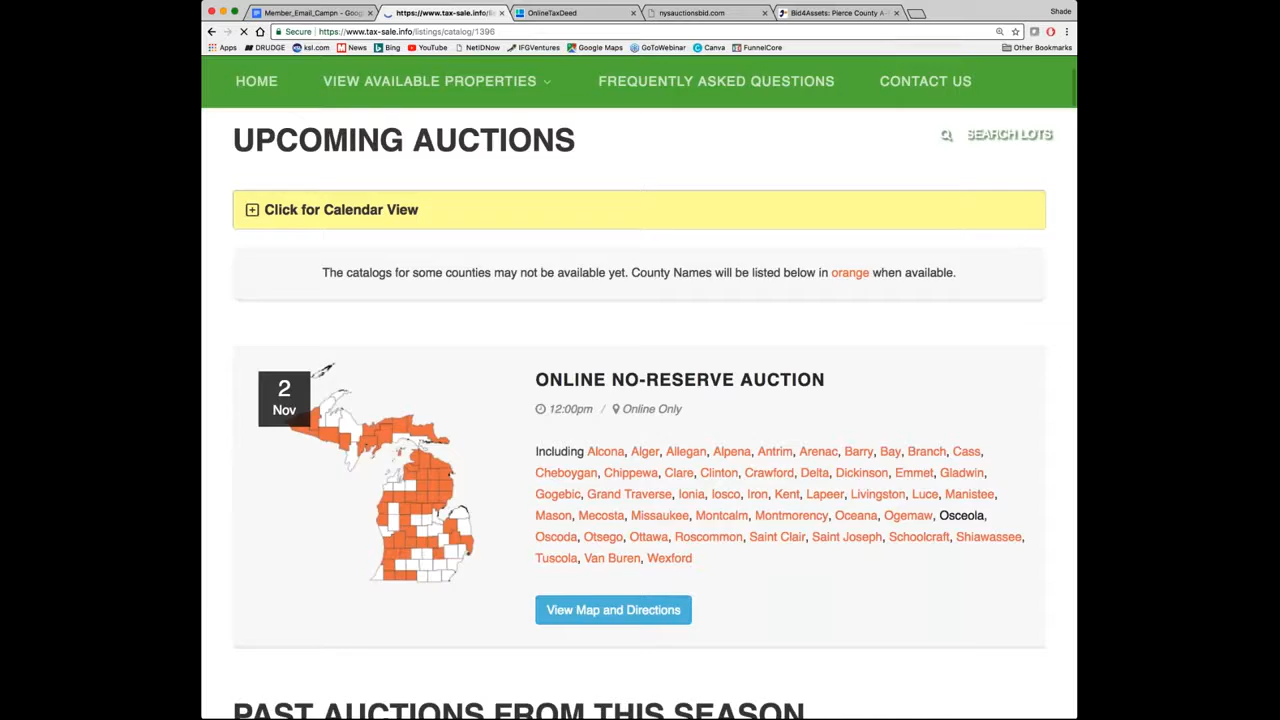 Member_Email_Campn - Goog
https://www.tax-sale.info/li
OnlineTaxDeed
nysauctionsbid.com
Bid4Assets: Pierce County A
Shade
Secure
https://www.tax-sale.info/listings/catalog/1396
Apps
DRUDGE
ksl.com
News
Bing
YouTube
NetIDNow
IFGVentures
Google Maps
GoToWebinar
Canva
FunnelCore
Other Bookmarks
HOME
VIEW AVAILABLE PROPERTIES
FREQUENTLY ASKED QUESTIONS
CONTACT US
UPCOMING AUCTIONS
SEARCH LOTS
Click for Calendar View
The catalogs for some counties may not be available yet. County Names will be listed below in orange when available.
2
Nov
ONLINE NO-RESERVE AUCTION
12:00pm / Online Only
Including Alcona, Alger, Allegan, Alpena, Antrim, Arenac, Barry, Bay, Branch, Cass,
Cheboygan, Chippewa, Clare, Clinton, Crawford, Delta, Dickinson, Emmet, Gladwin,
Gogebic, Grand Traverse, Ionia, Iosco, Iron, Kent, Lapeer, Livingston, Luce, Manistee,
Mason, Mecosta, Missaukee, Montcalm, Montmorency, Oceana, Ogemaw, Osceola,
Oscoda, Otsego, Ottawa, Roscommon, Saint Clair, Saint Joseph, Schoolcraft, Shiawassee,
Tuscola, Van Buren, Wexford
View Map and Directions
PAST AUCTIONS FROM THIS SEASON